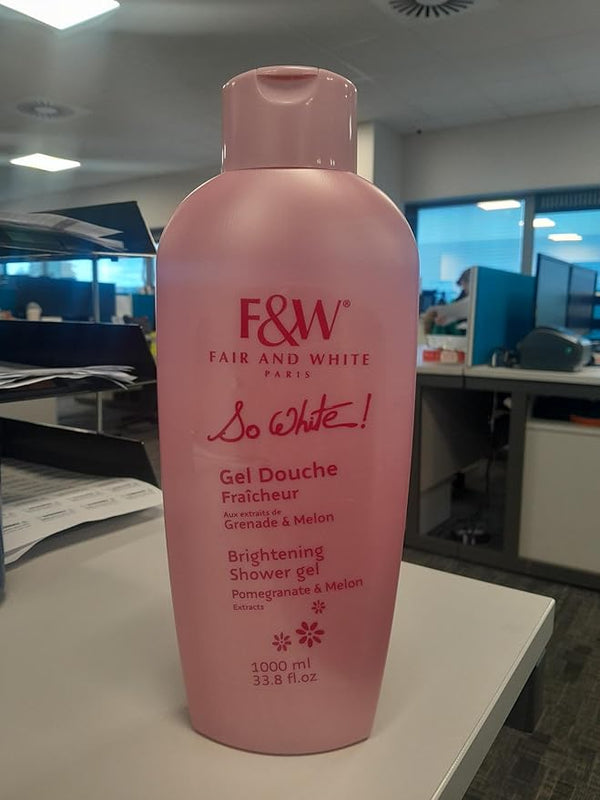 F&W®
FAIR AND WHITE
PARIS
So White!
Gel Douche
Fraîcheur
Aux extraits de
Grenade & Melon
Brightening
Shower gel
Pomegranate & Melon
Extracts
1000 ml
33.8 fl.oz